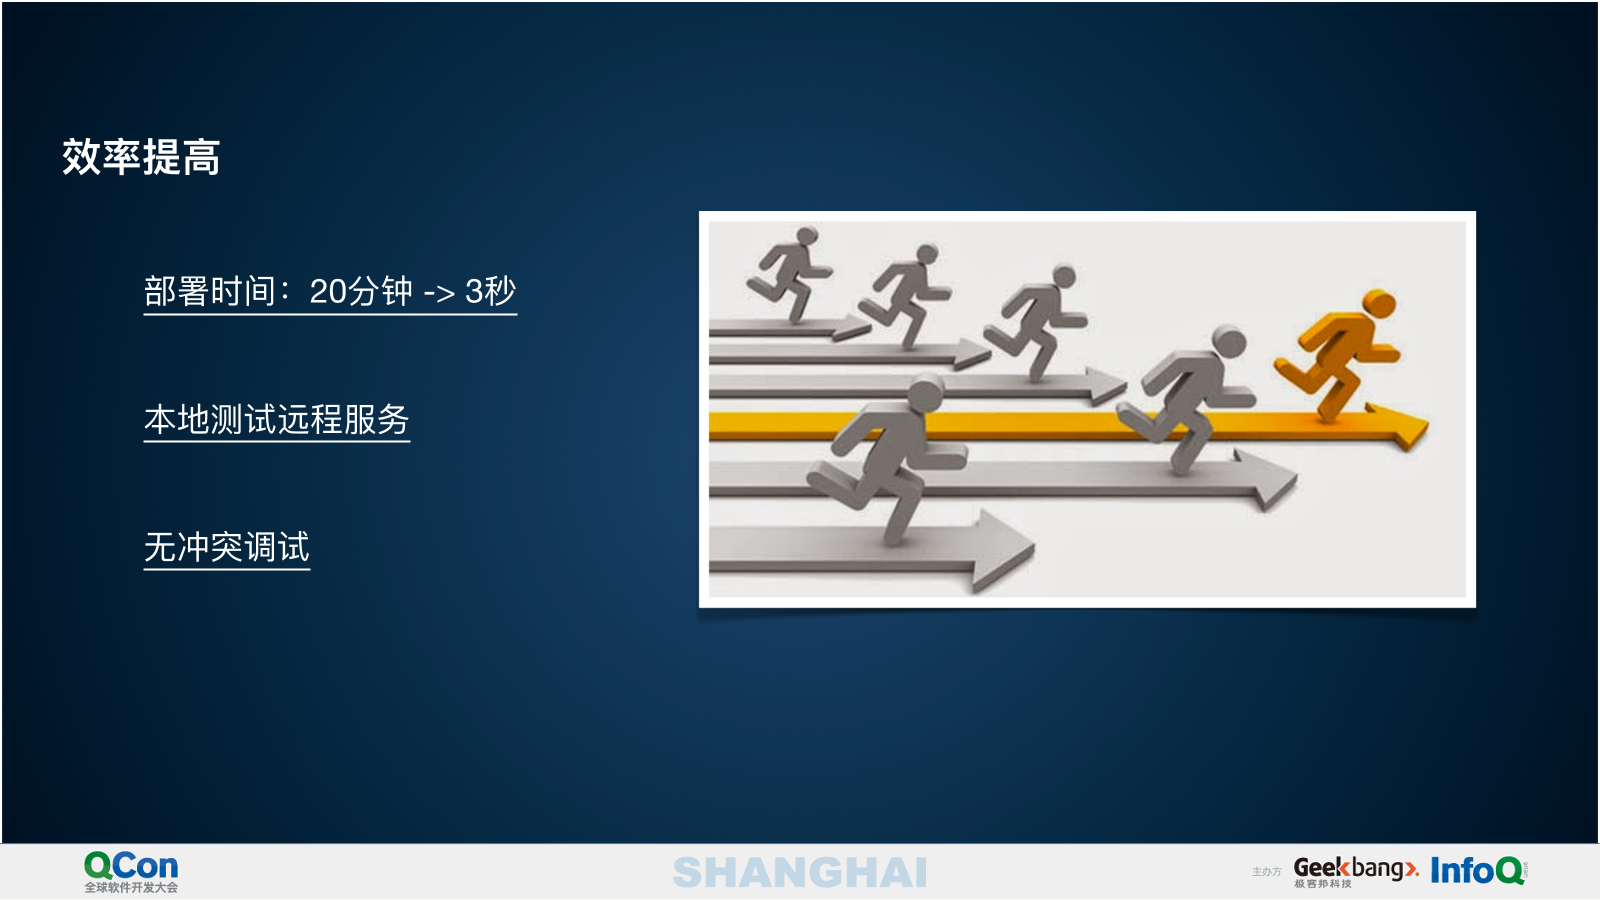 效率提高
部署时间：20分钟 -> 3秒
本地测试远程服务
无冲突调试
QCon
全球软件开发大会
SHANGHAI
主办方
Geekbang>.
极客邦科技
InfoQ